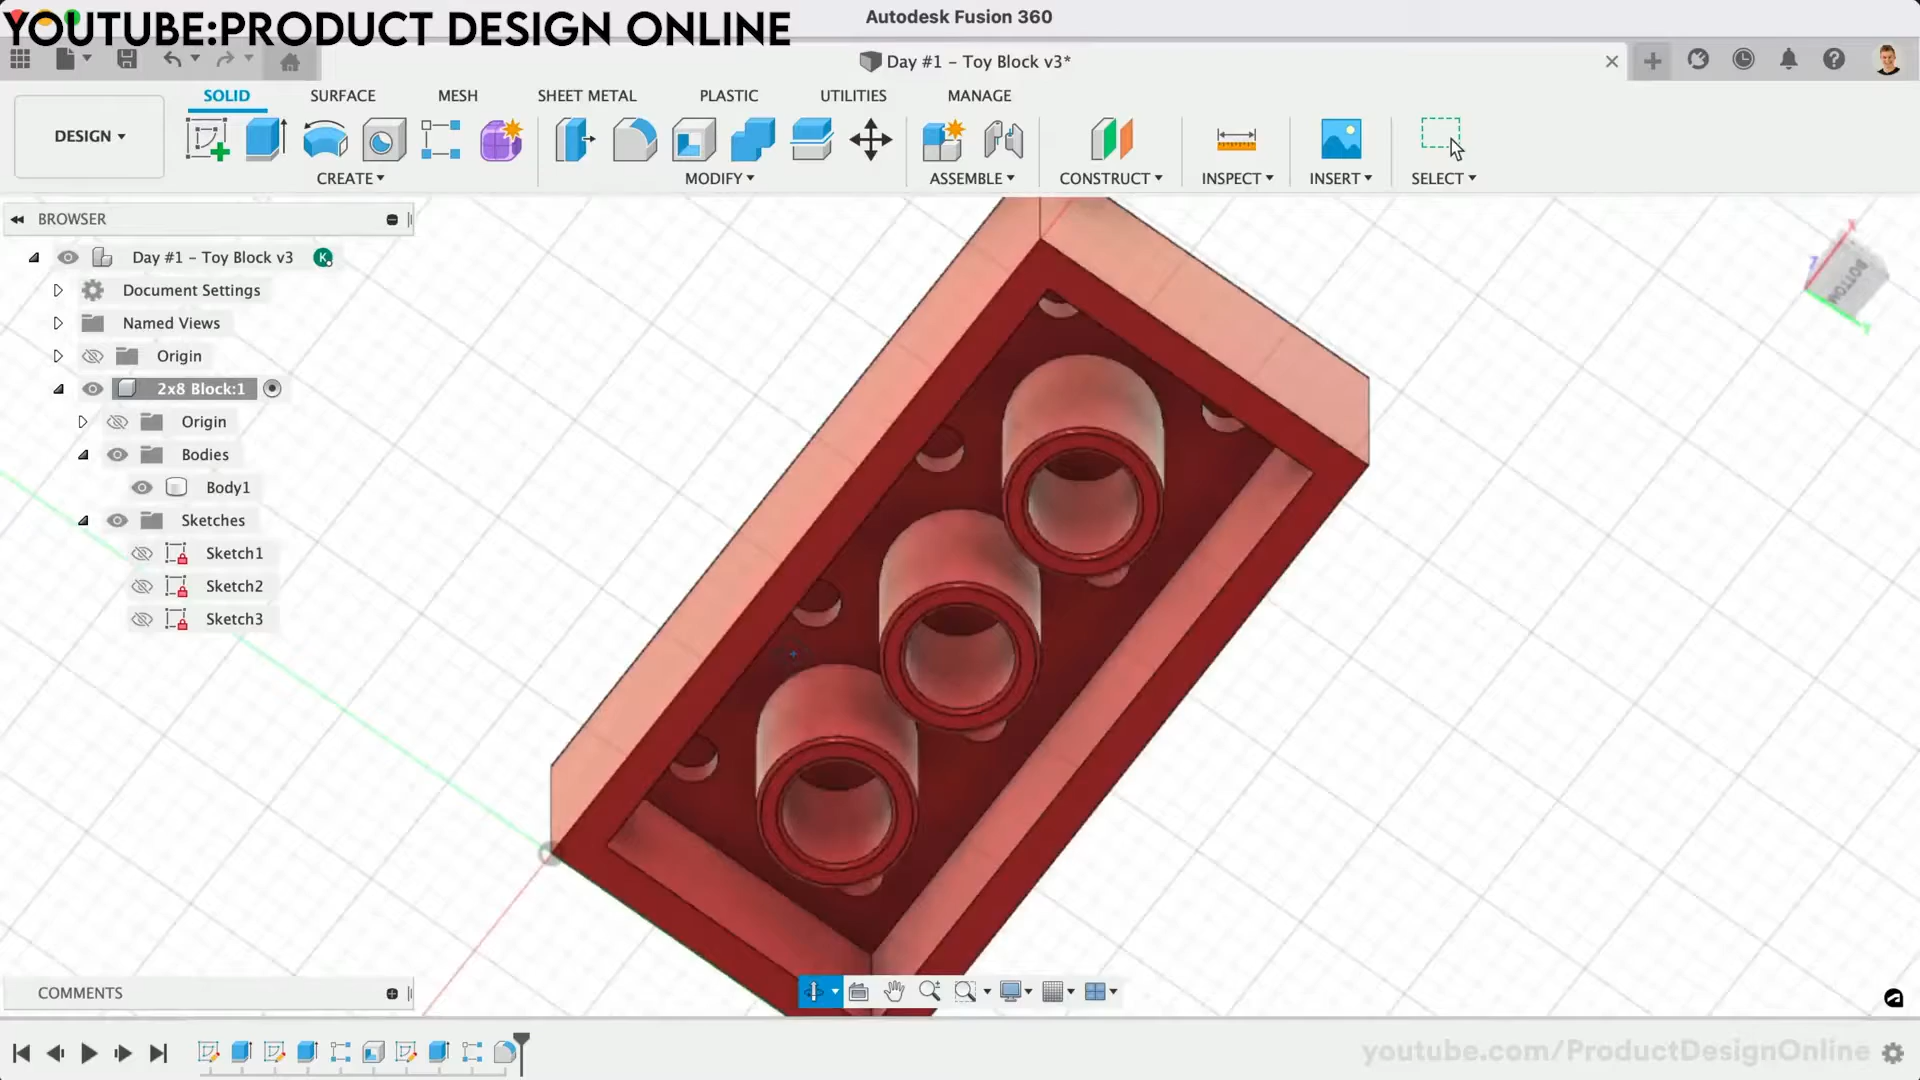 YOUTUBE:PRODUCT DESIGN ONLINE
Autodesk Fusion 360
Day #1 – Toy Block v3*
SOLID SURFACE MESH SHEET METAL PLASTIC UTILITIES MANAGE
DESIGN
CREATE MODIFY ASSEMBLE CONSTRUCT INSPECT INSERT SELECT
BROWSER
Day #1 – Toy Block v3 K
Document Settings
Named Views
Origin
2x8 Block:1
Origin
Bodies
Body1
Sketches
Sketch1
Sketch2
Sketch3
BOTTOM
COMMENTS
youtube.com/ProductDesignOnline